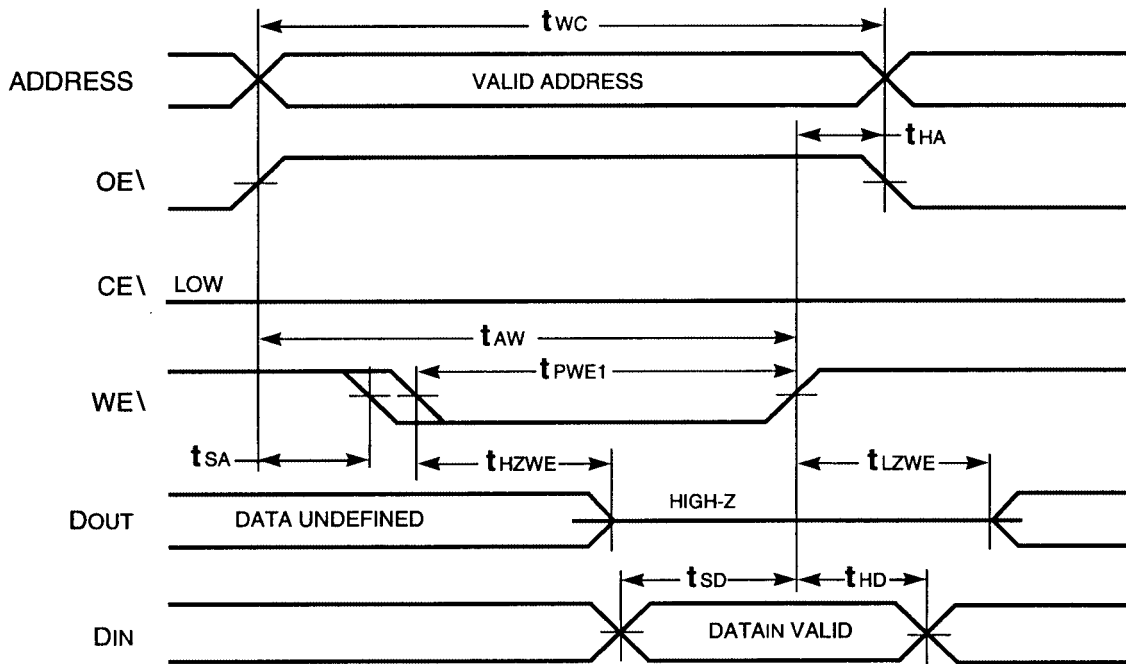 tWC
ADDRESS
VALID ADDRESS
tHA
OE\
CE\
LOW
tAW
tPWE1
WE\
tSA
tHZWE
tLZWE
DOUT
DATA UNDEFINED
HIGH-Z
tSD
tHD
DIN
DATAIN VALID